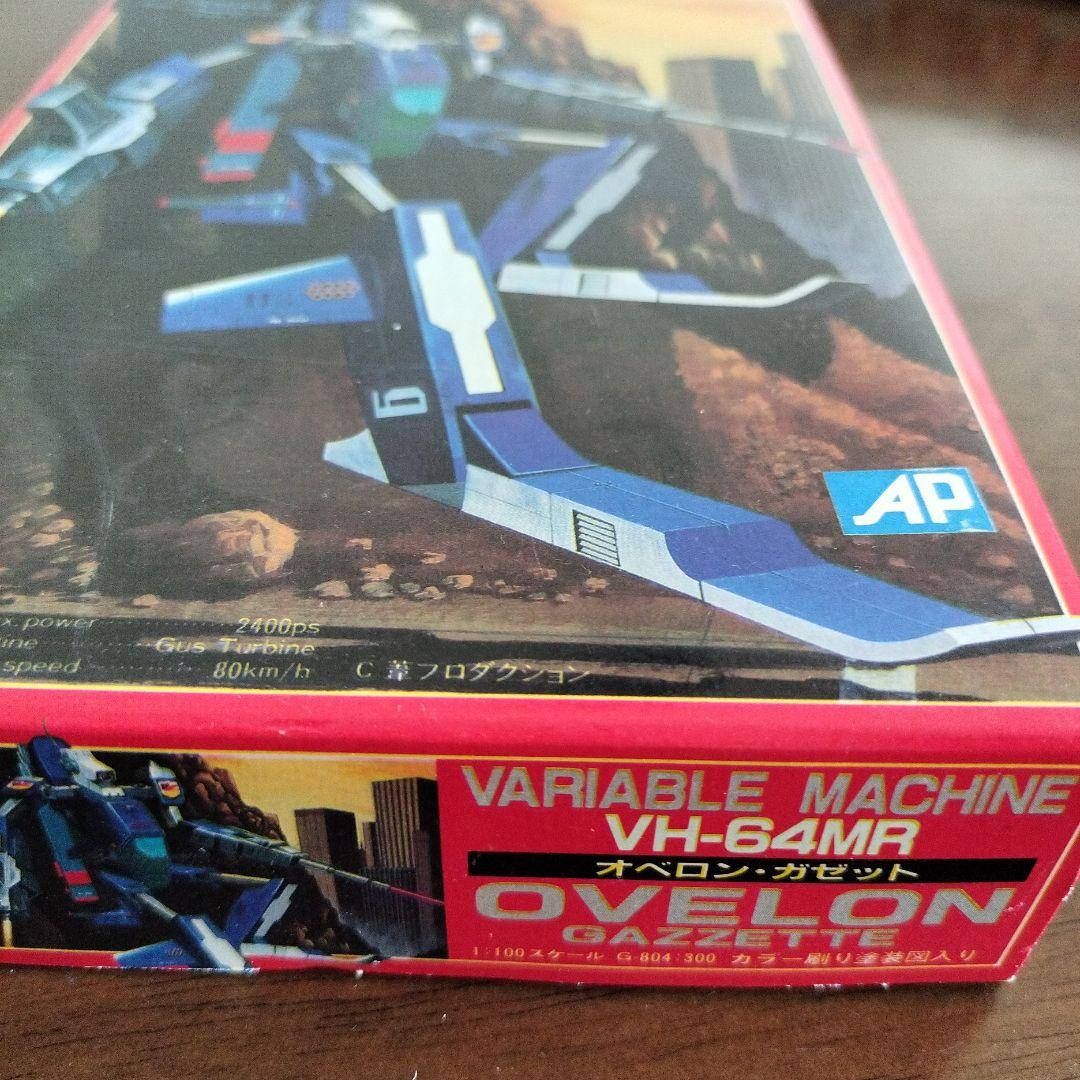 6
AP
x.power 2400ps
ine Gus Turbine
speed 80km/h C 葦プロダクション
VARIABLE MACHINE
VH-64MR
オベロン・ガゼット
OVELON
GAZZETTE
1:100スケール G-804:300 カラー刷り塗装図入り